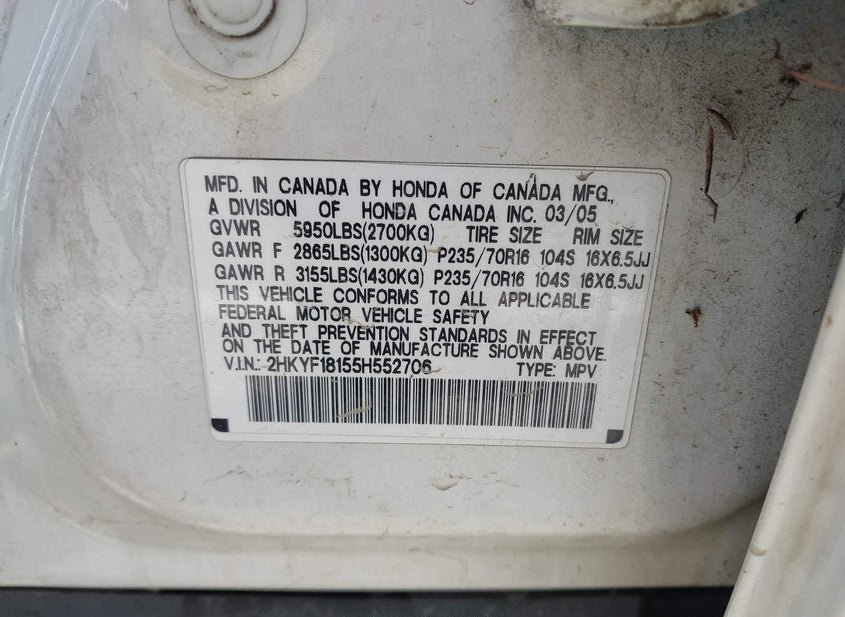 MFD. IN CANADA BY HONDA OF CANADA MFG.,
A DIVISION OF HONDA CANADA INC. 03/05
GVWR 5950LBS(2700KG) TIRE SIZE RIM SIZE
GAWR F 2865LBS(1300KG) P235/70R16 104S 16X6.5JJ
GAWR R 3155LBS(1430KG) P235/70R16 104S 16X6.5JJ
THIS VEHICLE CONFORMS TO ALL APPLICABLE
FEDERAL MOTOR VEHICLE SAFETY
AND THEFT PREVENTION STANDARDS IN EFFECT
ON THE DATE OF MANUFACTURE SHOWN ABOVE.
V.I.N.: 2HKYF18155H552706 TYPE: MPV